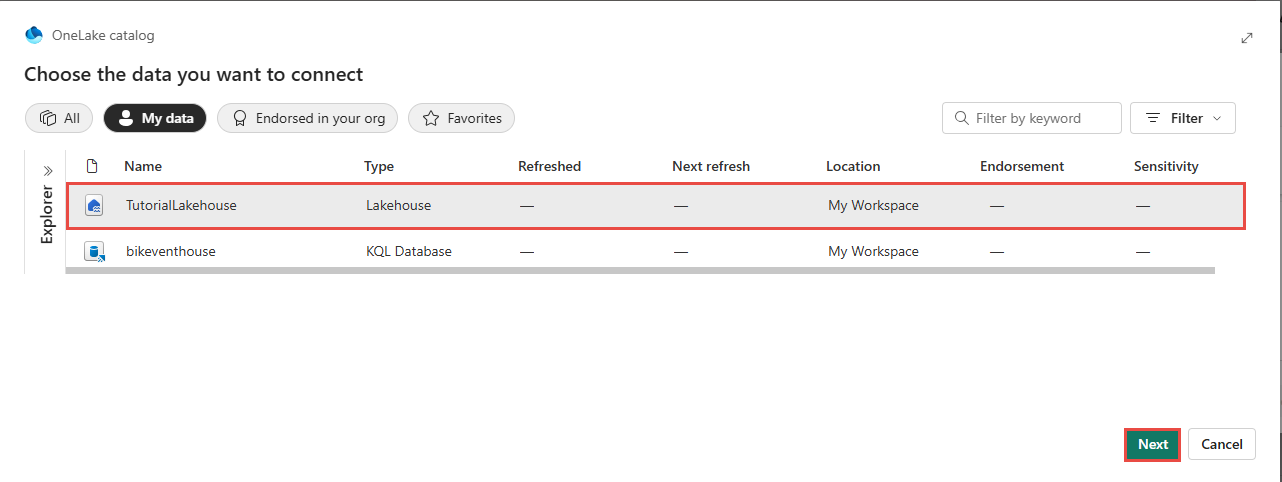 OneLake catalog
Choose the data you want to connect
All My data Endorsed in your org Favorites Filter by keyword Filter
Explorer
Name Type Refreshed Next refresh Location Endorsement Sensitivity
TutorialLakehouse Lakehouse — — My Workspace — —
bikeventhouse KQL Database — — My Workspace — —
Next Cancel